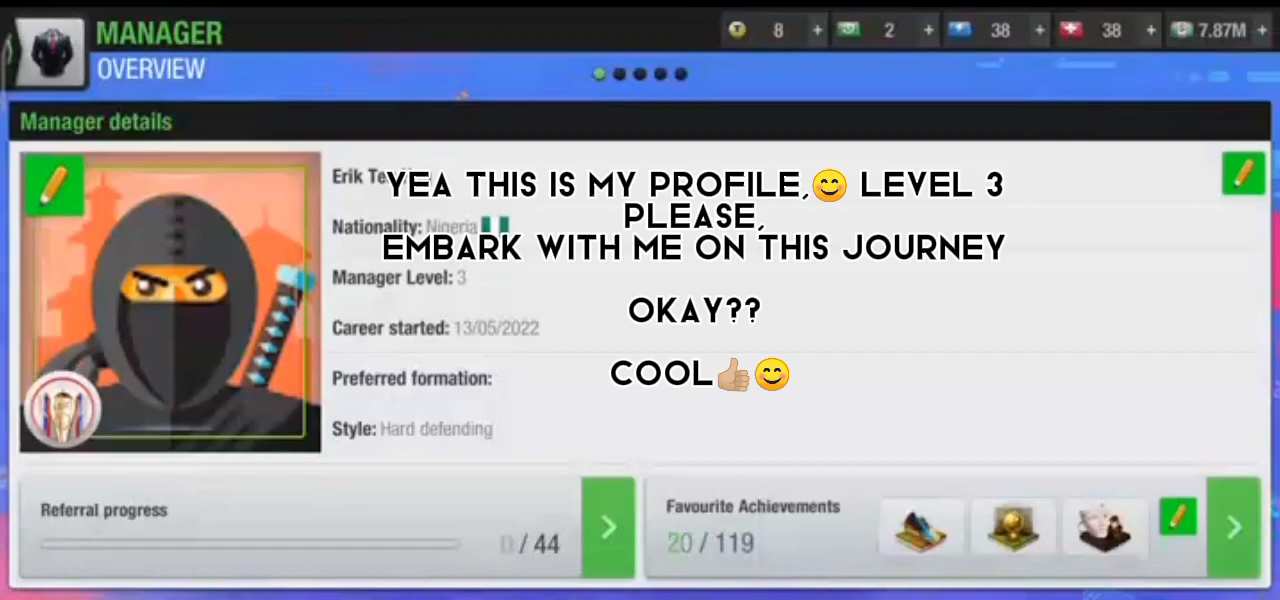 MANAGER
OVERVIEW
8 + 2 + 38 + 38 + 7.87M +
Manager details
Erik Te
YEA THIS IS MY PROFILE,😊 LEVEL 3
PLEASE,
Nationality: Nigeria
EMBARK WITH ME ON THIS JOURNEY
Manager Level: 3
OKAY??
Career started: 13/05/2022
COOL👍🏼😊
Preferred formation:
Style: Hard defending
Referral progress
0 / 44
Favourite Achievements
20 / 119